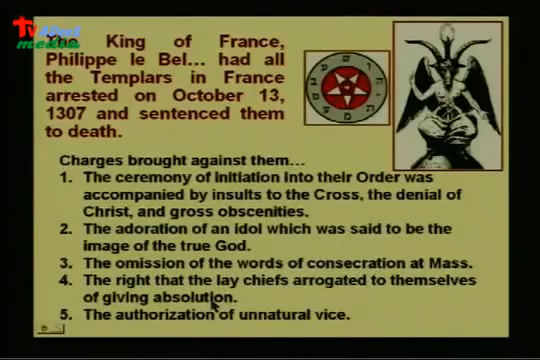 TV
media
The King of France,
Philippe le Bel... had all
the Templars in France
arrested on October 13,
1307 and sentenced them
to death.
Charges brought against them...
1. The ceremony of initiation into their Order was
accompanied by insults to the Cross, the denial of
Christ, and gross obscenities.
2. The adoration of an idol which was said to be the
image of the true God.
3. The omission of the words of consecration at Mass.
4. The right that the lay chiefs arrogated to themselves
of giving absolution.
5. The authorization of unnatural vice.